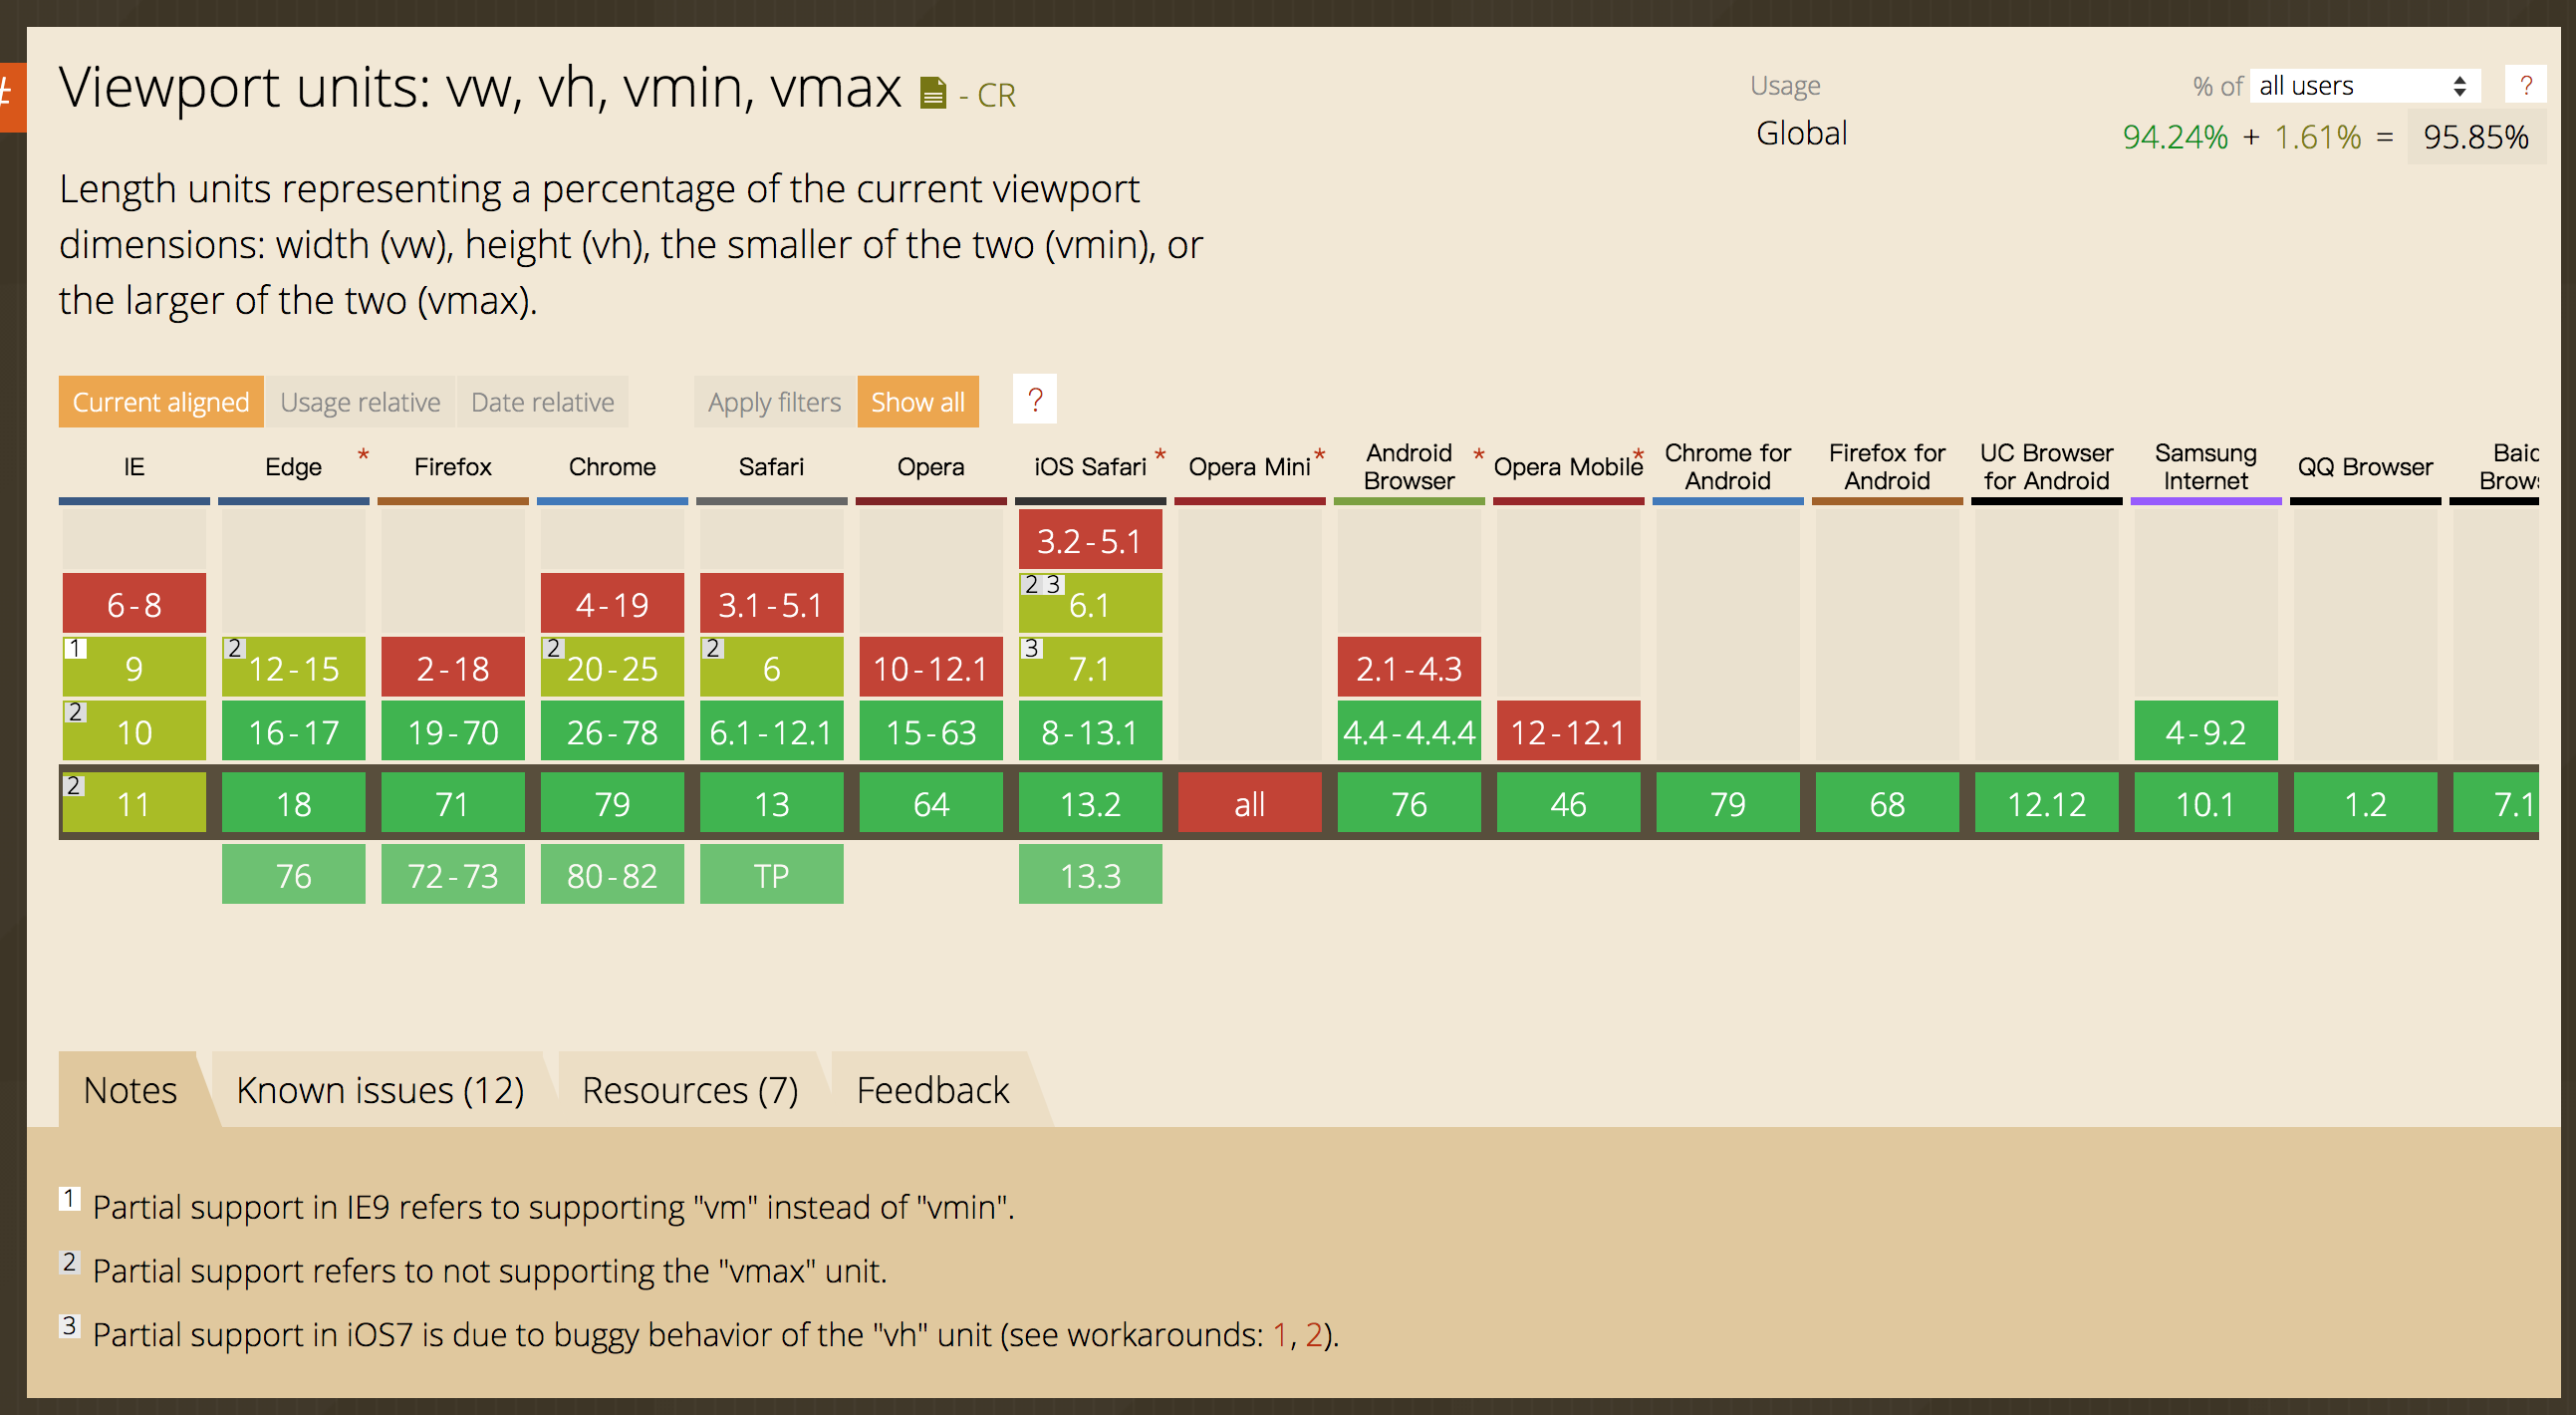 #
Viewport units: vw, vh, vmin, vmax - CR
Usage % of all users ?
Global 94.24% + 1.61% = 95.85%
Length units representing a percentage of the current viewport
dimensions: width (vw), height (vh), the smaller of the two (vmin), or
the larger of the two (vmax).
Current aligned Usage relative Date relative Apply filters Show all ?
IE Edge * Firefox Chrome Safari Opera iOS Safari * Opera Mini * Android Browser * Opera Mobile * Chrome for Android Firefox for Android UC Browser for Android Samsung Internet QQ Browser
3.2-5.1
6-8 4-19 3.1-5.1 2 3 6.1
1 9 2 12-15 2-18 2 20-25 2 6 10-12.1 3 7.1 2.1-4.3
2 10 16-17 19-70 26-78 6.1-12.1 15-63 8-13.1 4.4-4.4.4 12-12.1 4-9.2
2 11 18 71 79 13 64 13.2 all 76 46 79 68 12.12 10.1 1.2 7.1
76 72-73 80-82 TP 13.3
Notes Known issues (12) Resources (7) Feedback
1 Partial support in IE9 refers to supporting "vm" instead of "vmin".
2 Partial support refers to not supporting the "vmax" unit.
3 Partial support in iOS7 is due to buggy behavior of the "vh" unit (see workarounds: 1, 2).